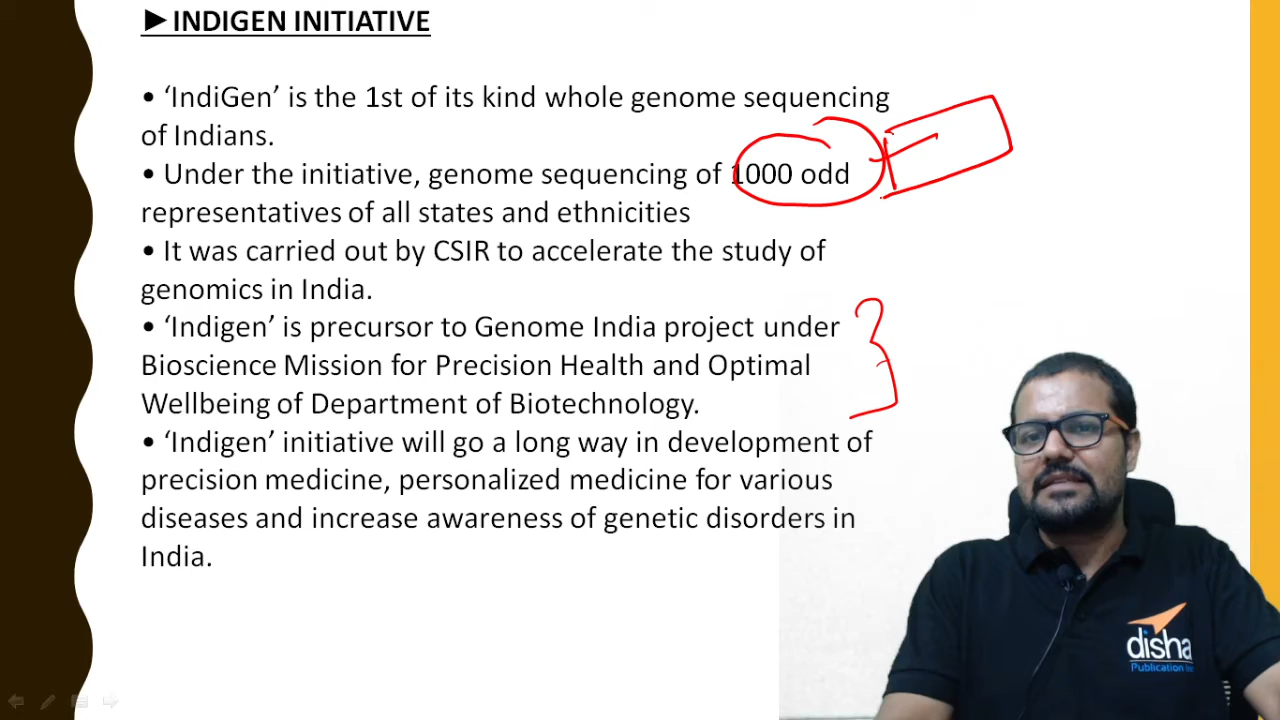 ►INDIGEN INITIATIVE
• ‘IndiGen’ is the 1st of its kind whole genome sequencing
of Indians.
• Under the initiative, genome sequencing of 1000 odd
representatives of all states and ethnicities
• It was carried out by CSIR to accelerate the study of
genomics in India.
• ‘Indigen’ is precursor to Genome India project under
Bioscience Mission for Precision Health and Optimal
Wellbeing of Department of Biotechnology.
• ‘Indigen’ initiative will go a long way in development of
precision medicine, personalized medicine for various
diseases and increase awareness of genetic disorders in
India.
disha
Publication